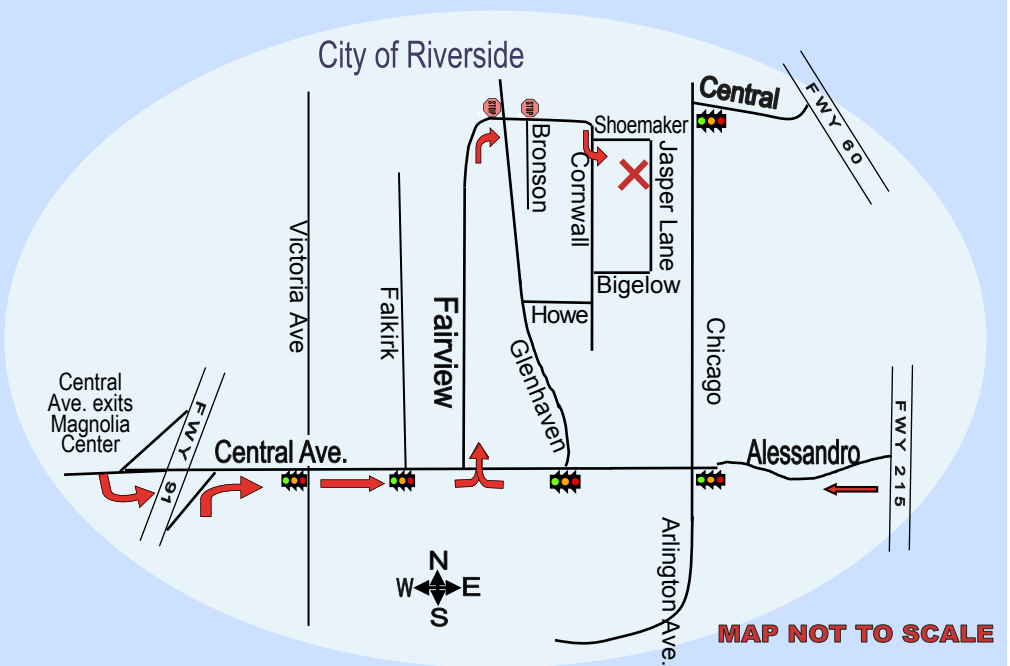 City of Riverside
STOP
STOP
Central
FWY 60
Shoemaker
Bronson
Cornwall
Jasper Lane
Victoria Ave
Falkirk
Fairview
Bigelow
Howe
Glenhaven
Chicago
Central
Ave. exits
Magnolia
Center
FWY 91
Central Ave.
Alessandro
FWY 215
Arlington Ave.
N
W
E
S
MAP NOT TO SCALE